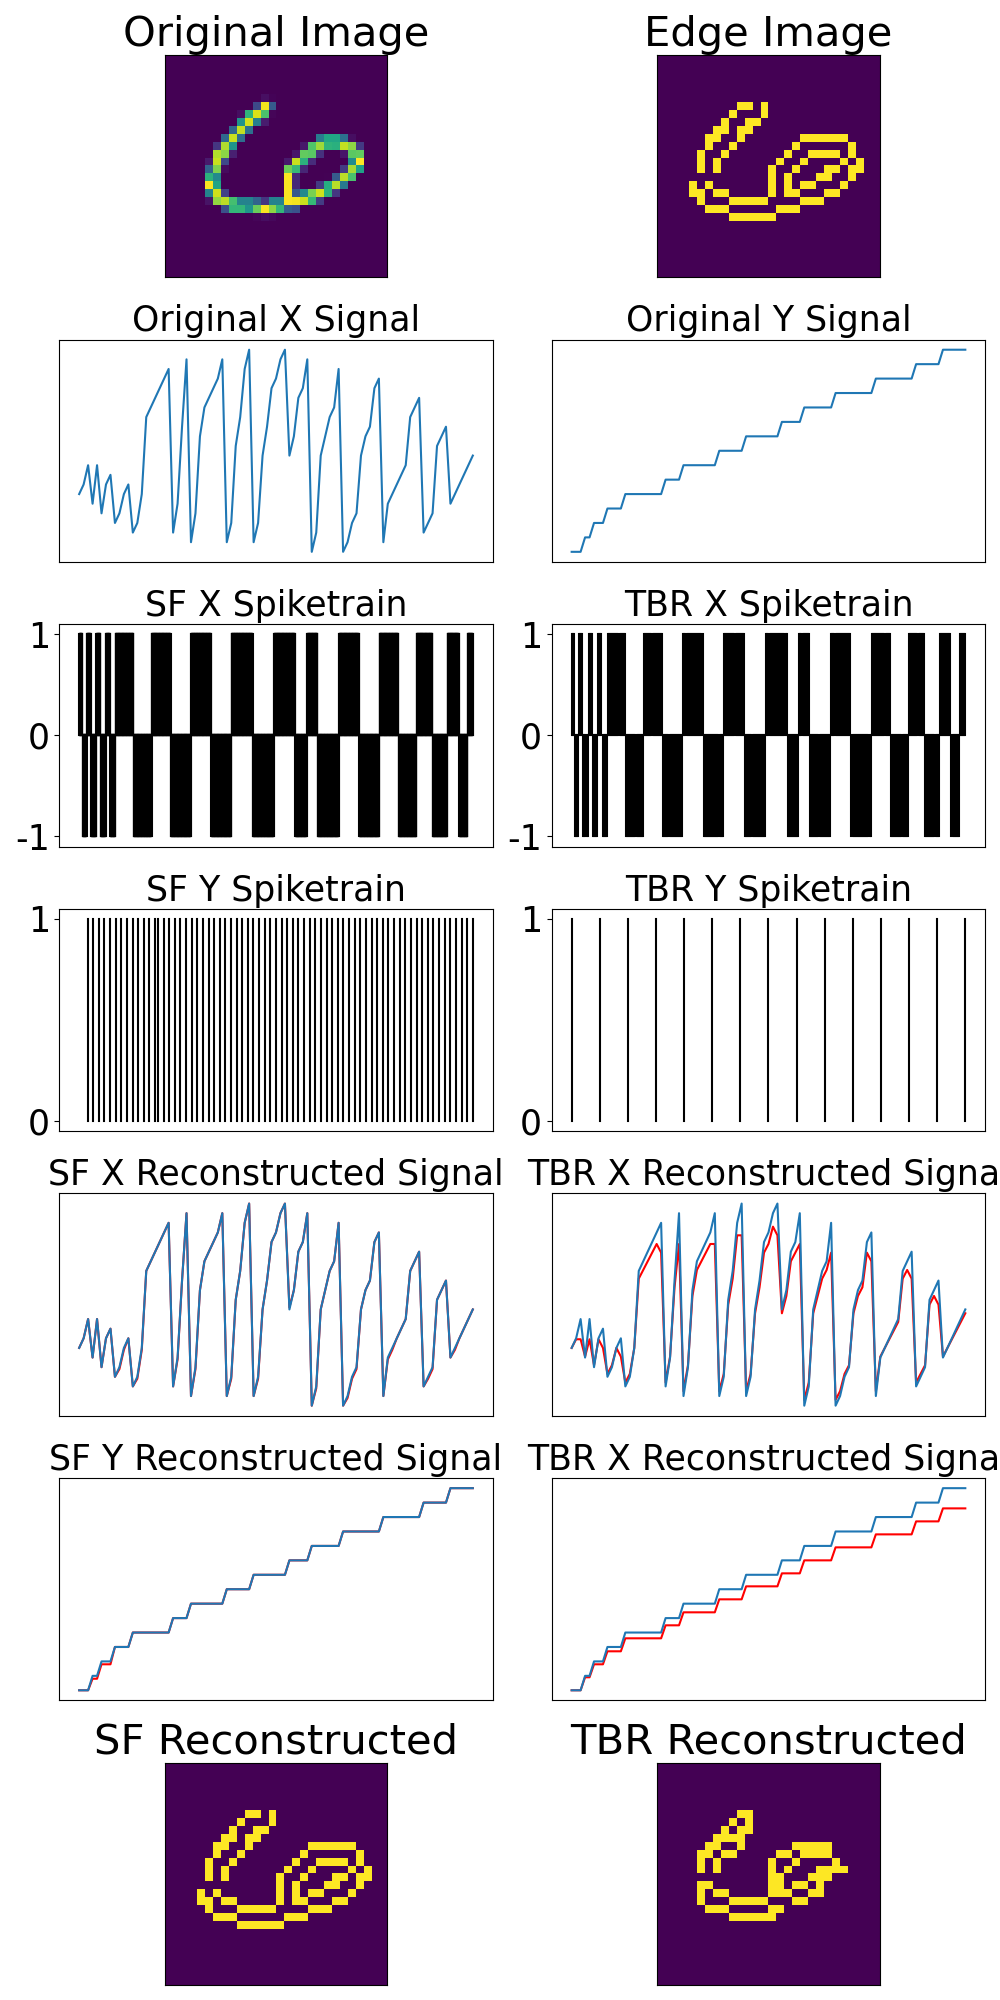 Original Image
Edge Image
Original X Signal
Original Y Signal
SF X Spiketrain
TBR X Spiketrain
1
0
-1
1
0
-1
SF Y Spiketrain
TBR Y Spiketrain
1
0
1
0
SF X Reconstructed Signal
TBR X Reconstructed Signa
SF Y Reconstructed Signal
TBR X Reconstructed Signa
SF Reconstructed
TBR Reconstructed